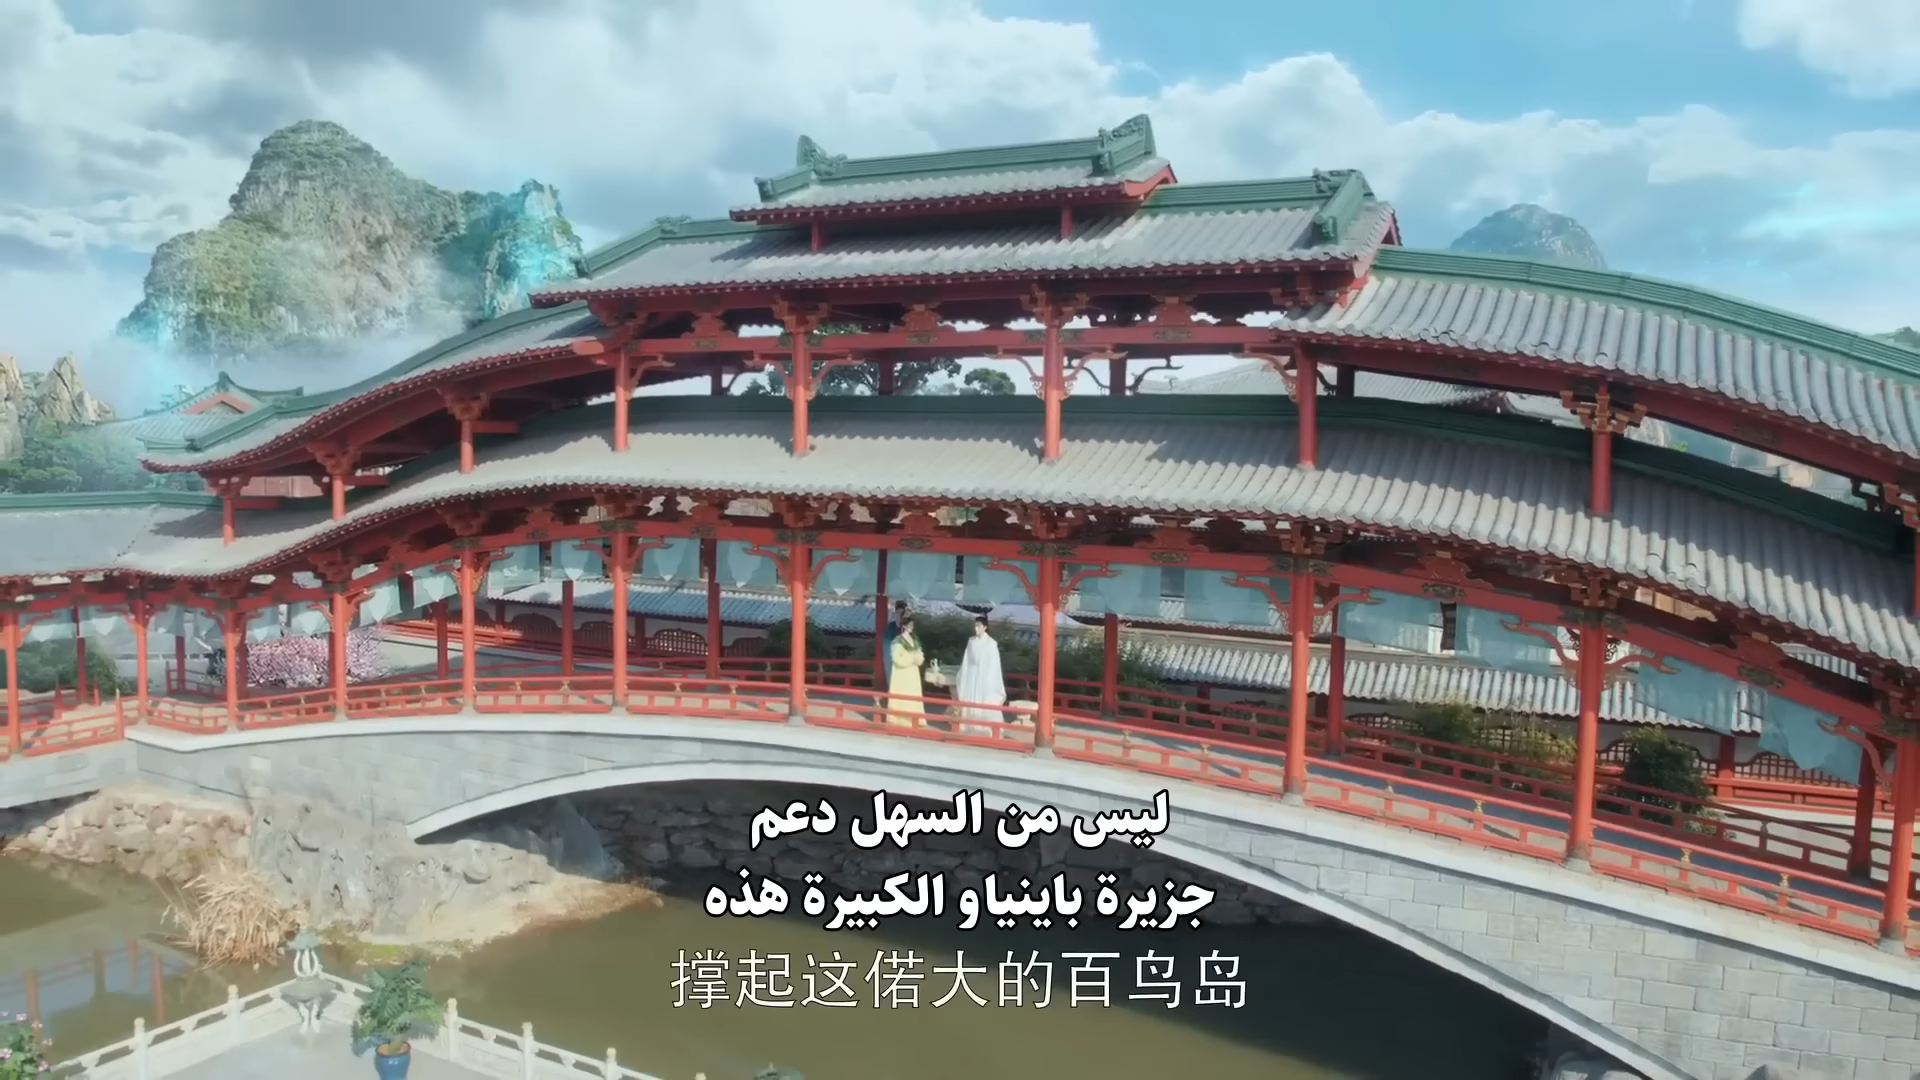 ليس من السهل دعم
جزيرة باينياو الكبيرة هذه
撑起这偌大的百鸟岛